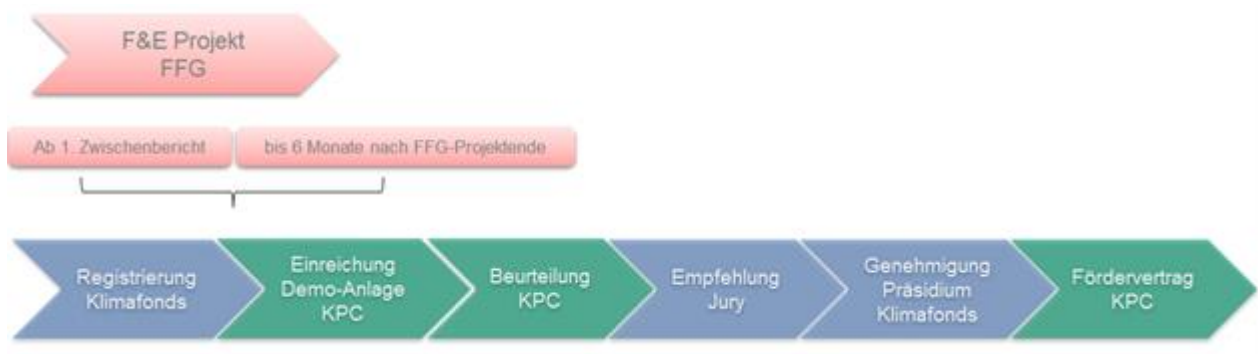 F&E Projekt
FFG
Ab 1. Zwischenbericht
bis 6 Monate nach FFG-Projektende
Registrierung
Klimafonds
Einreichung
Demo-Anlage
KPC
Beurteilung
KPC
Empfehlung
Jury
Genehmigung
Präsidium
Klimafonds
Fördervertrag
KPC